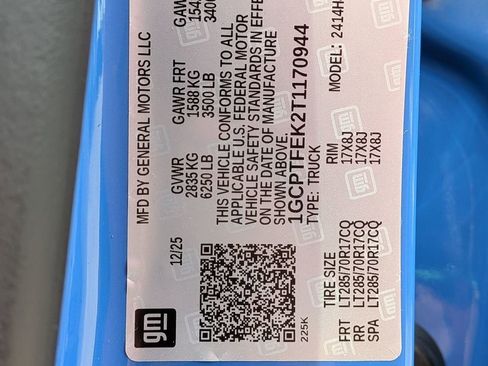 MFD BY GENERAL MOTORS LLC
12/25
GVWR
2835 KG
6250 LB
GAWR FRT
1588 KG
3500 LB
THIS VEHICLE CONFORMS TO ALL
APPLICABLE U.S. FEDERAL MOTOR
VEHICLE SAFETY STANDARDS IN EFFE
ON THE DATE OF MANUFACTURE
SHOWN ABOVE.
1GCPTFEK2T1170944
TYPE: TRUCK
MODEL: 2414H
TIRE SIZE
RIM
FRT LT285/70R17CQ 17X8J
RR LT285/70R17CQ 17X8J
SPA LT285/70R17CQ 17X8J
gm
225K